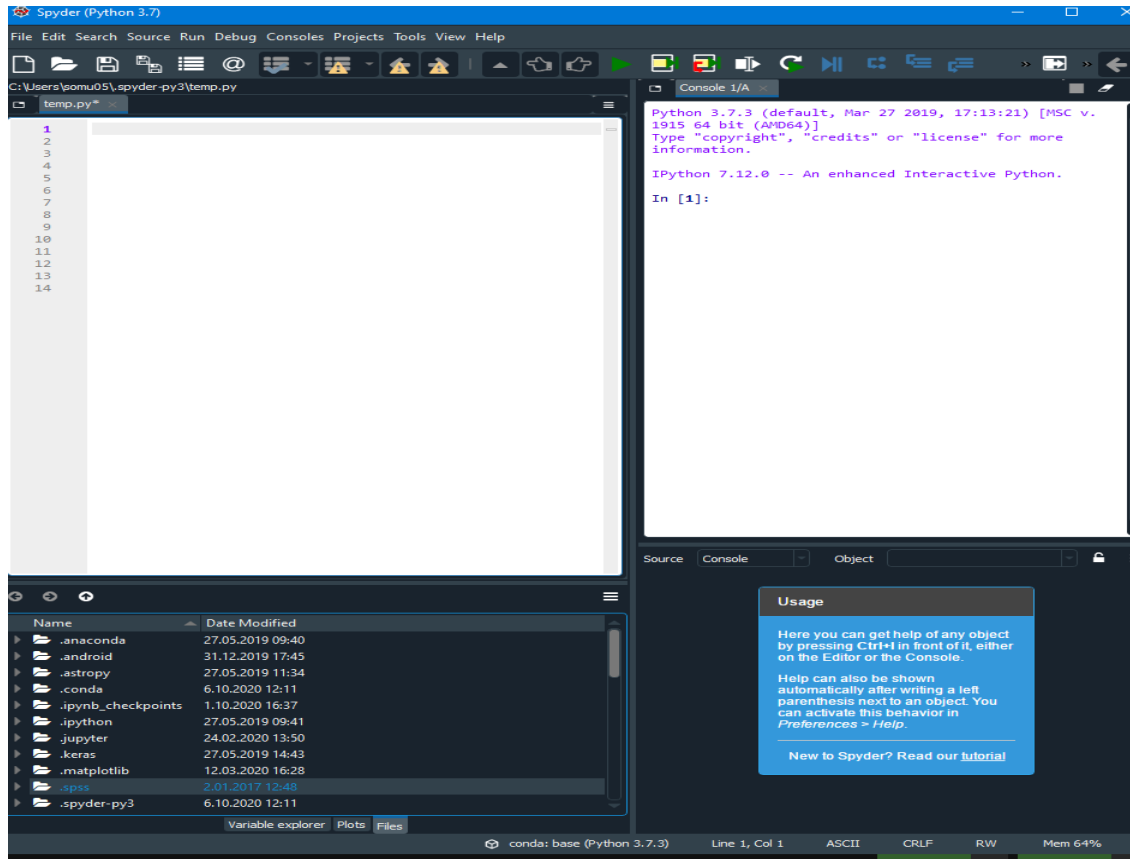 Spyder (Python 3.7)
File Edit Search Source Run Debug Consoles Projects Tools View Help
C:\Users\somu05\.spyder-py3\temp.py
temp.py*
1
2
3
4
5
6
7
8
9
10
11
12
13
14
Console 1/A
Python 3.7.3 (default, Mar 27 2019, 17:13:21) [MSC v.
1915 64 bit (AMD64)]
Type "copyright", "credits" or "license" for more
information.
IPython 7.12.0 -- An enhanced Interactive Python.
In [1]:
Source Console Object
Usage
Here you can get help of any object
by pressing Ctrl+I in front of it, either
on the Editor or the Console.
Help can also be shown
automatically after writing a left
parenthesis next to an object. You
can activate this behavior in
Preferences > Help.
New to Spyder? Read our tutorial
Name Date Modified
.anaconda 27.05.2019 09:40
.android 31.12.2019 17:45
.astropy 27.05.2019 11:34
.conda 6.10.2020 12:11
.ipynb_checkpoints 1.10.2020 16:37
.ipython 27.05.2019 09:41
.jupyter 24.02.2020 13:50
.keras 27.05.2019 14:43
.matplotlib 12.03.2020 16:28
.spss 2.01.2017 12:48
.spyder-py3 6.10.2020 12:11
Variable explorer Plots Files
conda: base (Python 3.7.3) Line 1, Col 1 ASCII CRLF RW Mem 64%